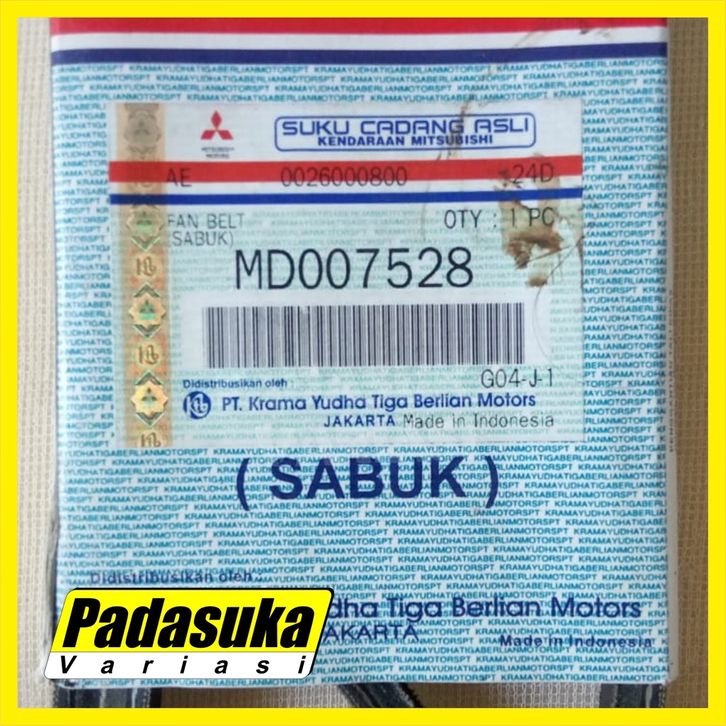 SUKU CADANG ASLI
KENDARAAN MITSUBISHI
MITSUBISHI
MOTORS
AE 0026000800 24D
FAN BELT QTY : 1 PC
SABUK)
MD007528
G04-J-1
Didistribusikan oleh :
PT. Krama Yudha Tiga Berlian Motors
JAKARTA Made in Indonesia
( SABUK )
Didistribusikan oleh
Yudha Tiga Berlian Motors
JAKARTA Made in Indonesia
Padasuka
Variasi